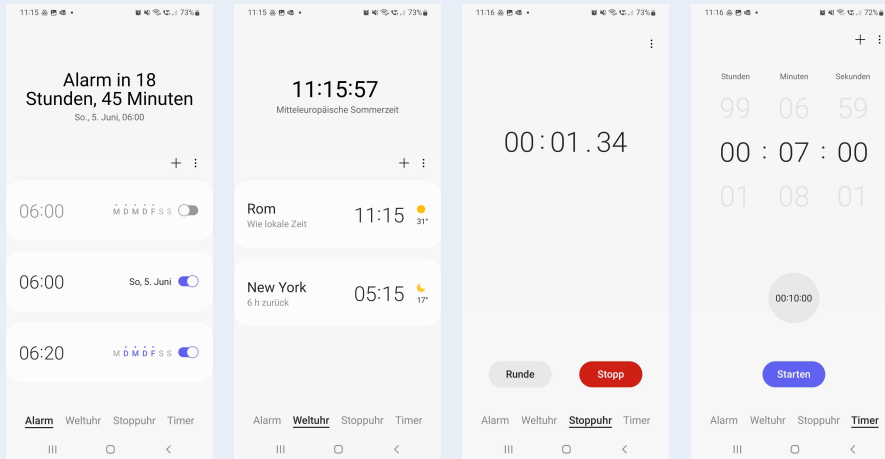 11:15
73%
Alarm in 18
Stunden, 45 Minuten
So., 5. Juni, 06:00
06:00 M D M D F S S
06:00 So, 5. Juni
06:20 M D M D F S S
Alarm Weltuhr Stoppuhr Timer
11:15
73%
11:15:57
Mitteleuropäische Sommerzeit
Rom
Wie lokale Zeit
11:15
31°
New York
6 h zurück
05:15
17°
Alarm Weltuhr Stoppuhr Timer
11:16
73%
00:01.34
Runde Stopp
Alarm Weltuhr Stoppuhr Timer
11:16
72%
Stunden Minuten Sekunden
99 06 59
00 : 07 : 00
01 08 01
00:10:00
Starten
Alarm Weltuhr Stoppuhr Timer